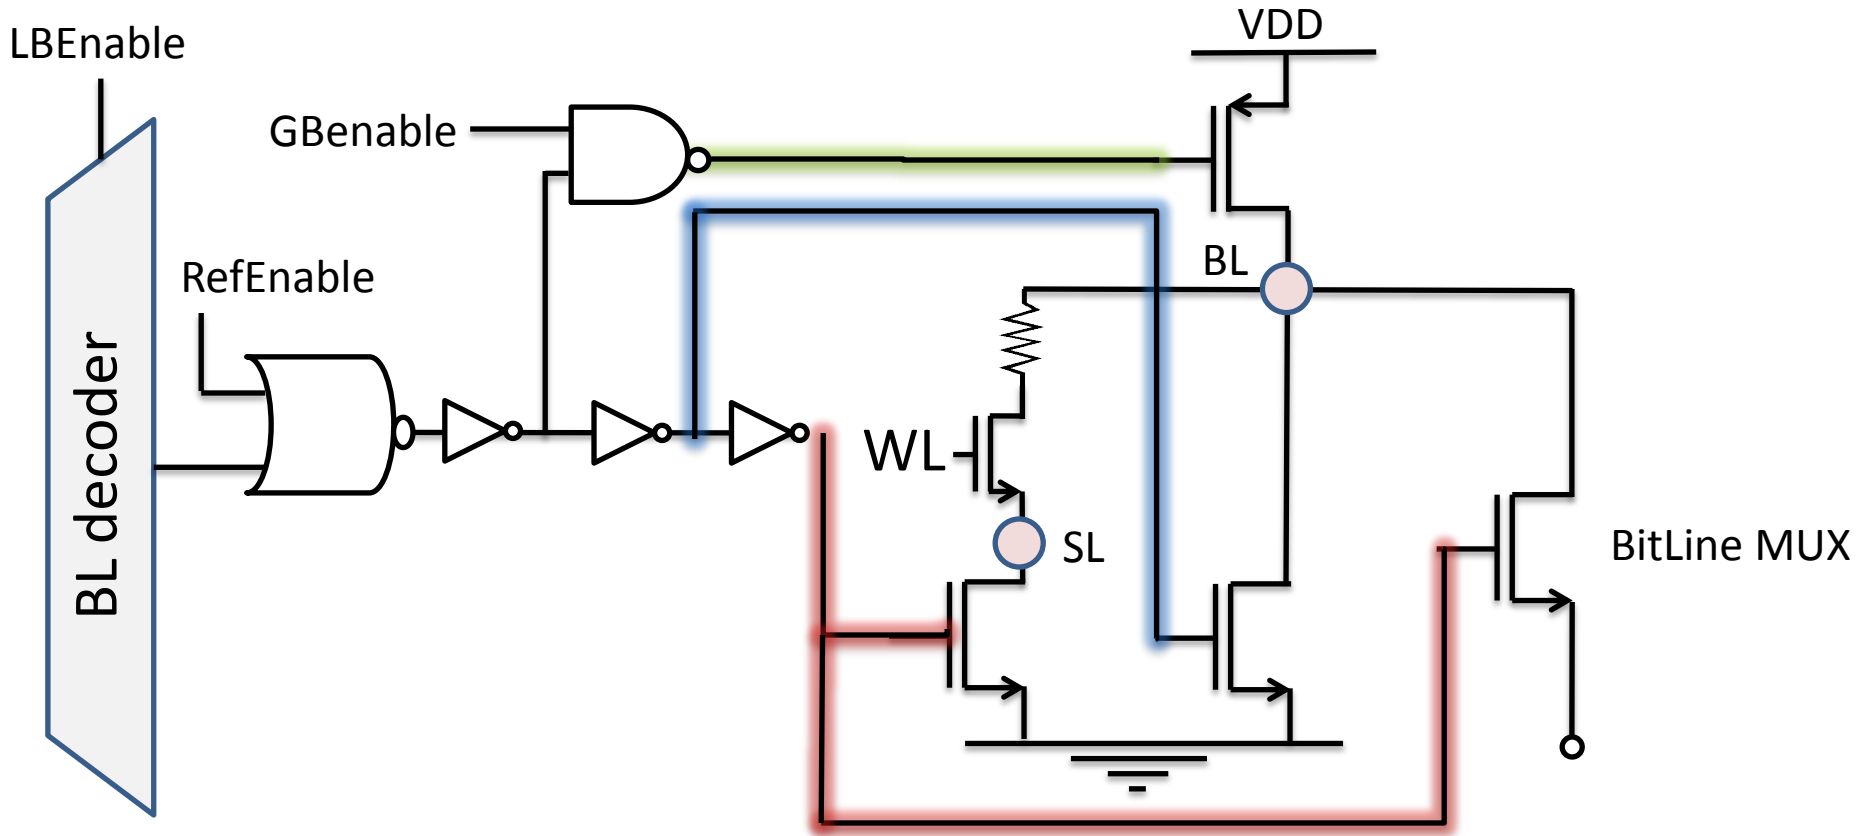 LBEnable
VDD
GBenable
BL
RefEnable
BL decoder
WL
SL
BitLine MUX